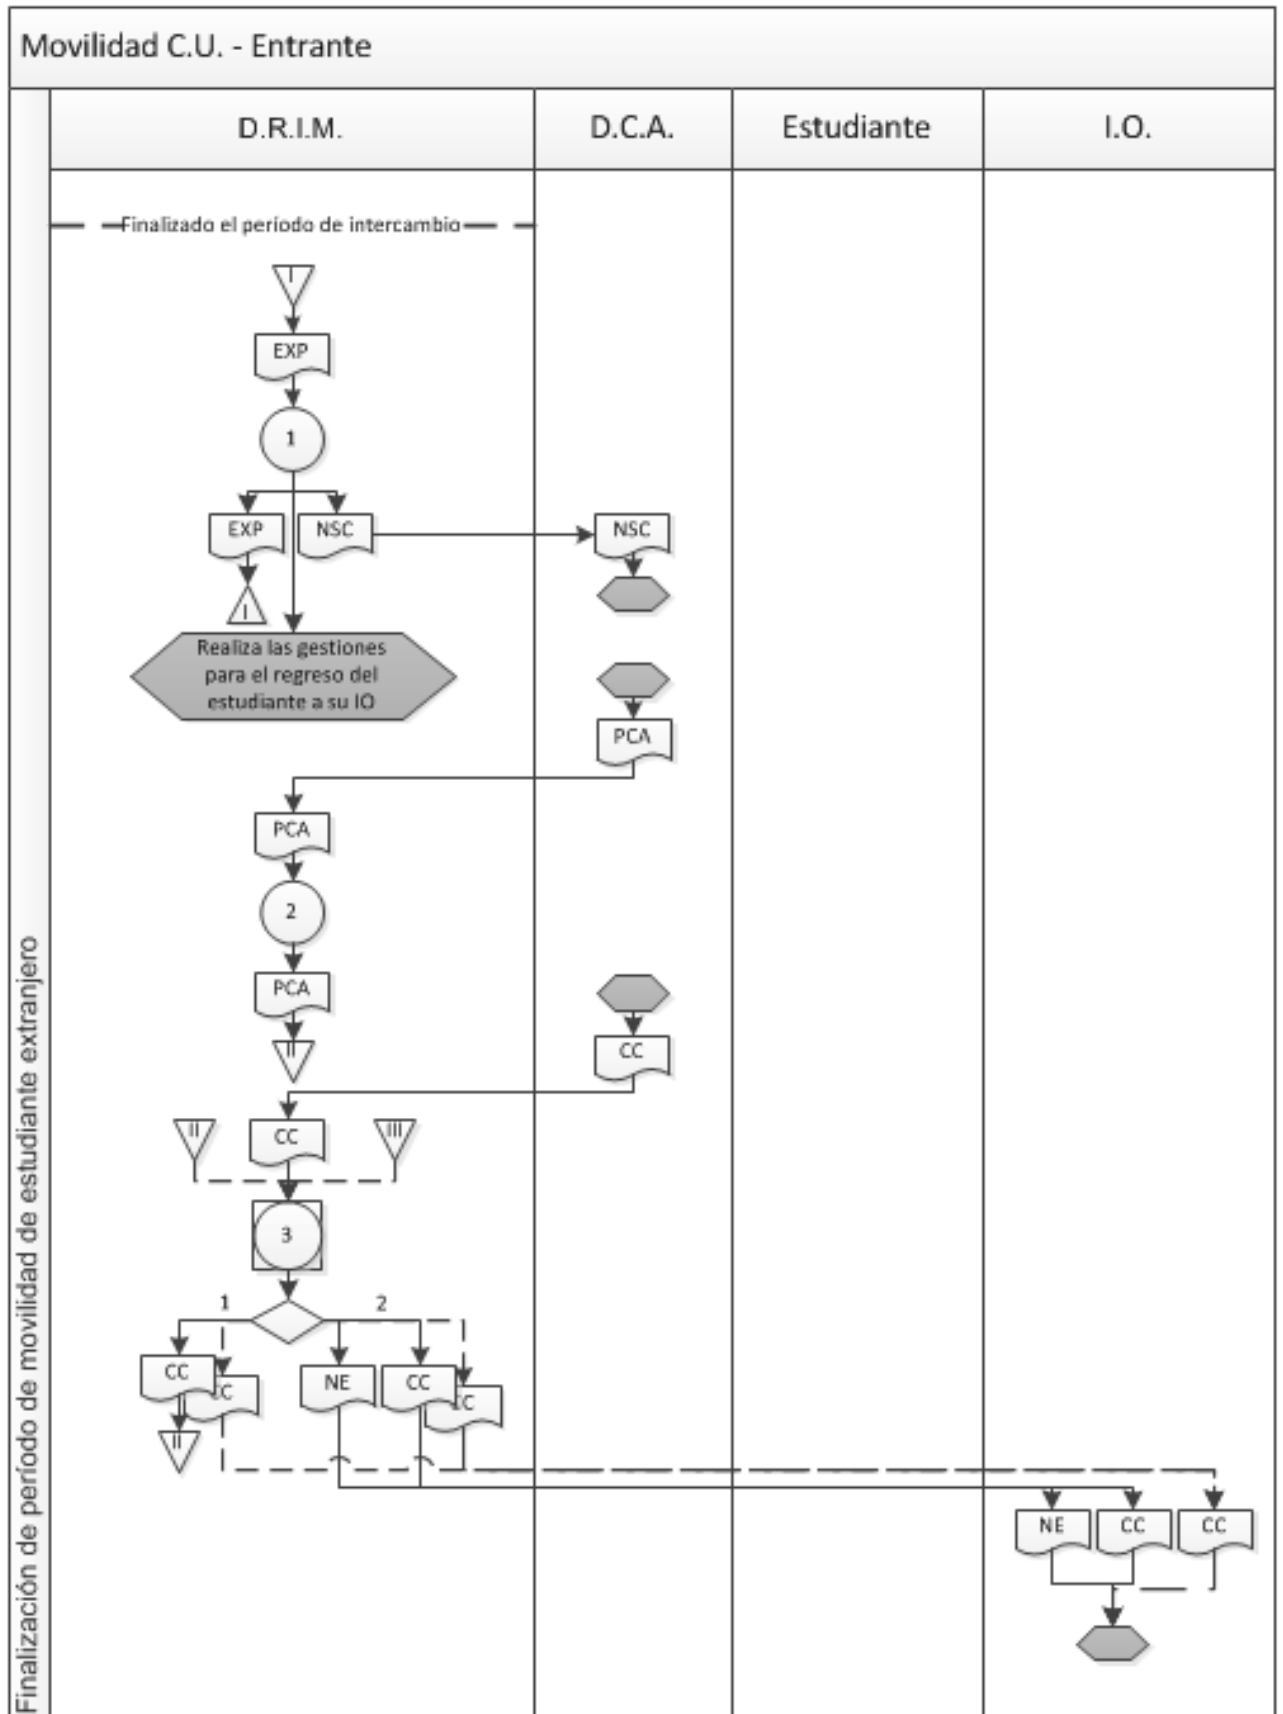 Movilidad C.U. - Entrante
D.R.I.M.
D.C.A.
Estudiante
I.O.
Finalización de período de movilidad de estudiante extranjero
Finalizado el período de intercambio
I
EXP
1
EXP
NSC
NSC
I
Realiza las gestiones
para el regreso del
estudiante a su IO
PCA
PCA
2
PCA
II
CC
II
CC
III
3
1
2
CC
CC
NE
CC
CC
II
NE
CC
CC